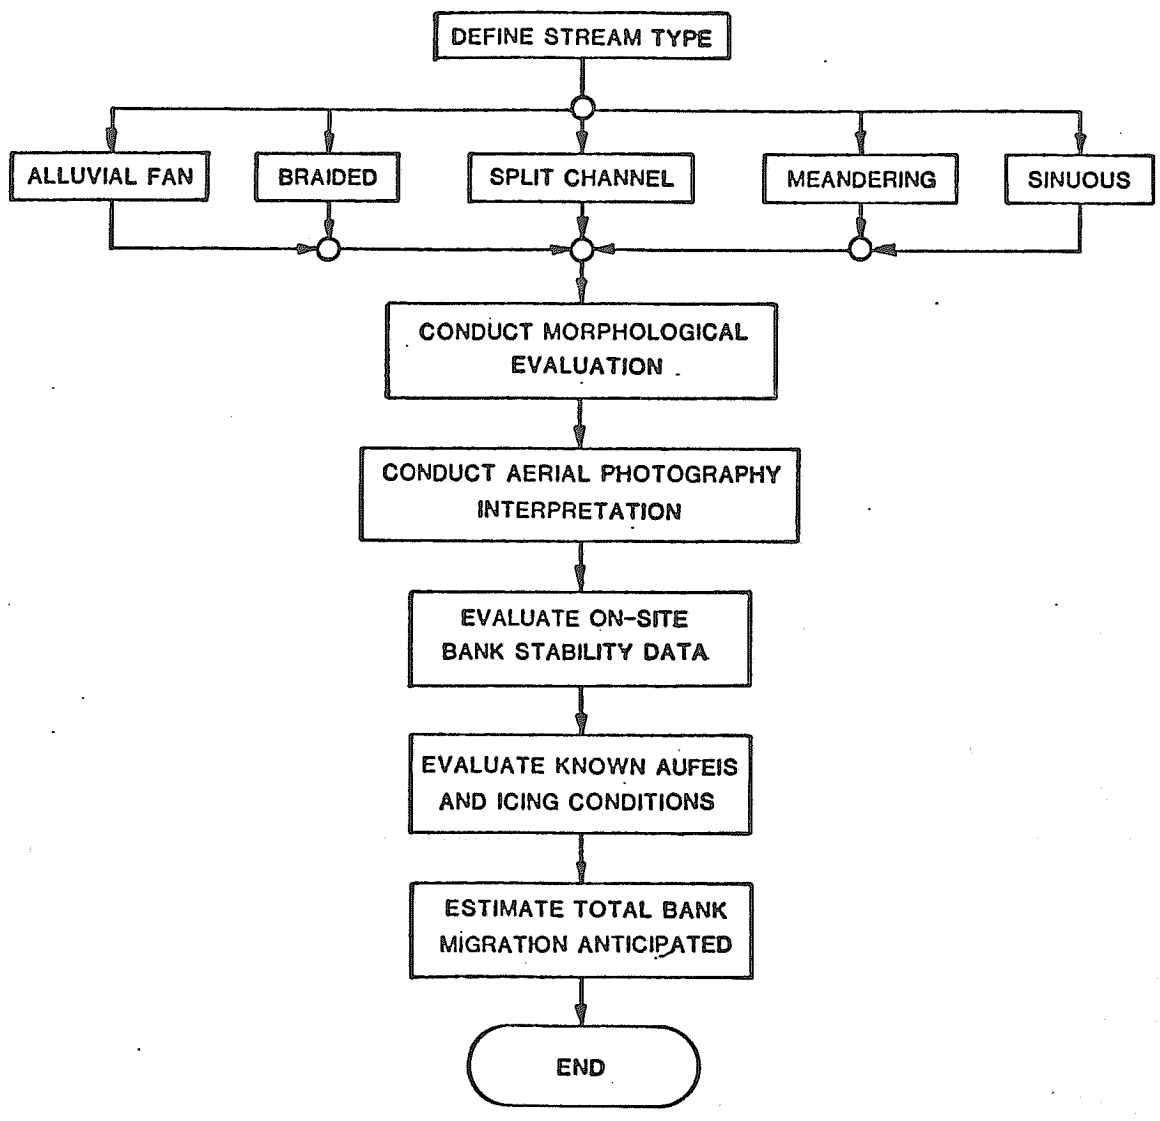 DEFINE STREAM TYPE
ALLUVIAL FAN
BRAIDED
SPLIT CHANNEL
MEANDERING
SINUOUS
CONDUCT MORPHOLOGICAL
EVALUATION
CONDUCT AERIAL PHOTOGRAPHY
INTERPRETATION
EVALUATE ON-SITE
BANK STABILITY DATA
EVALUATE KNOWN AUFEIS
AND ICING CONDITIONS
ESTIMATE TOTAL BANK
MIGRATION ANTICIPATED
END